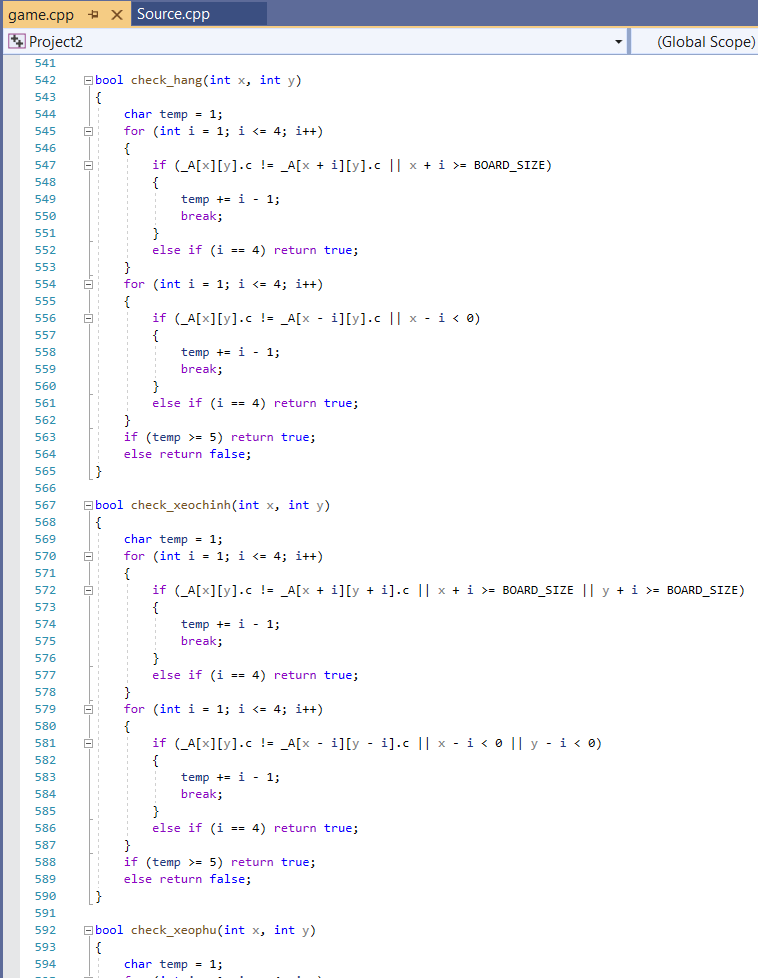 game.cpp Source.cpp
Project2 (Global Scope)
541
542 bool check_hang(int x, int y)
543 {
544 char temp = 1;
545 for (int i = 1; i <= 4; i++)
546 {
547 if (_A[x][y].c != _A[x + i][y].c || x + i >= BOARD_SIZE)
548 {
549 temp += i - 1;
550 break;
551 }
552 else if (i == 4) return true;
553 }
554 for (int i = 1; i <= 4; i++)
555 {
556 if (_A[x][y].c != _A[x - i][y].c || x - i < 0)
557 {
558 temp += i - 1;
559 break;
560 }
561 else if (i == 4) return true;
562 }
563 if (temp >= 5) return true;
564 else return false;
565 }
566
567 bool check_xeochinh(int x, int y)
568 {
569 char temp = 1;
570 for (int i = 1; i <= 4; i++)
571 {
572 if (_A[x][y].c != _A[x + i][y + i].c || x + i >= BOARD_SIZE || y + i >= BOARD_SIZE)
573 {
574 temp += i - 1;
575 break;
576 }
577 else if (i == 4) return true;
578 }
579 for (int i = 1; i <= 4; i++)
580 {
581 if (_A[x][y].c != _A[x - i][y - i].c || x - i < 0 || y - i < 0)
582 {
583 temp += i - 1;
584 break;
585 }
586 else if (i == 4) return true;
587 }
588 if (temp >= 5) return true;
589 else return false;
590 }
591
592 bool check_xeophu(int x, int y)
593 {
594 char temp = 1;